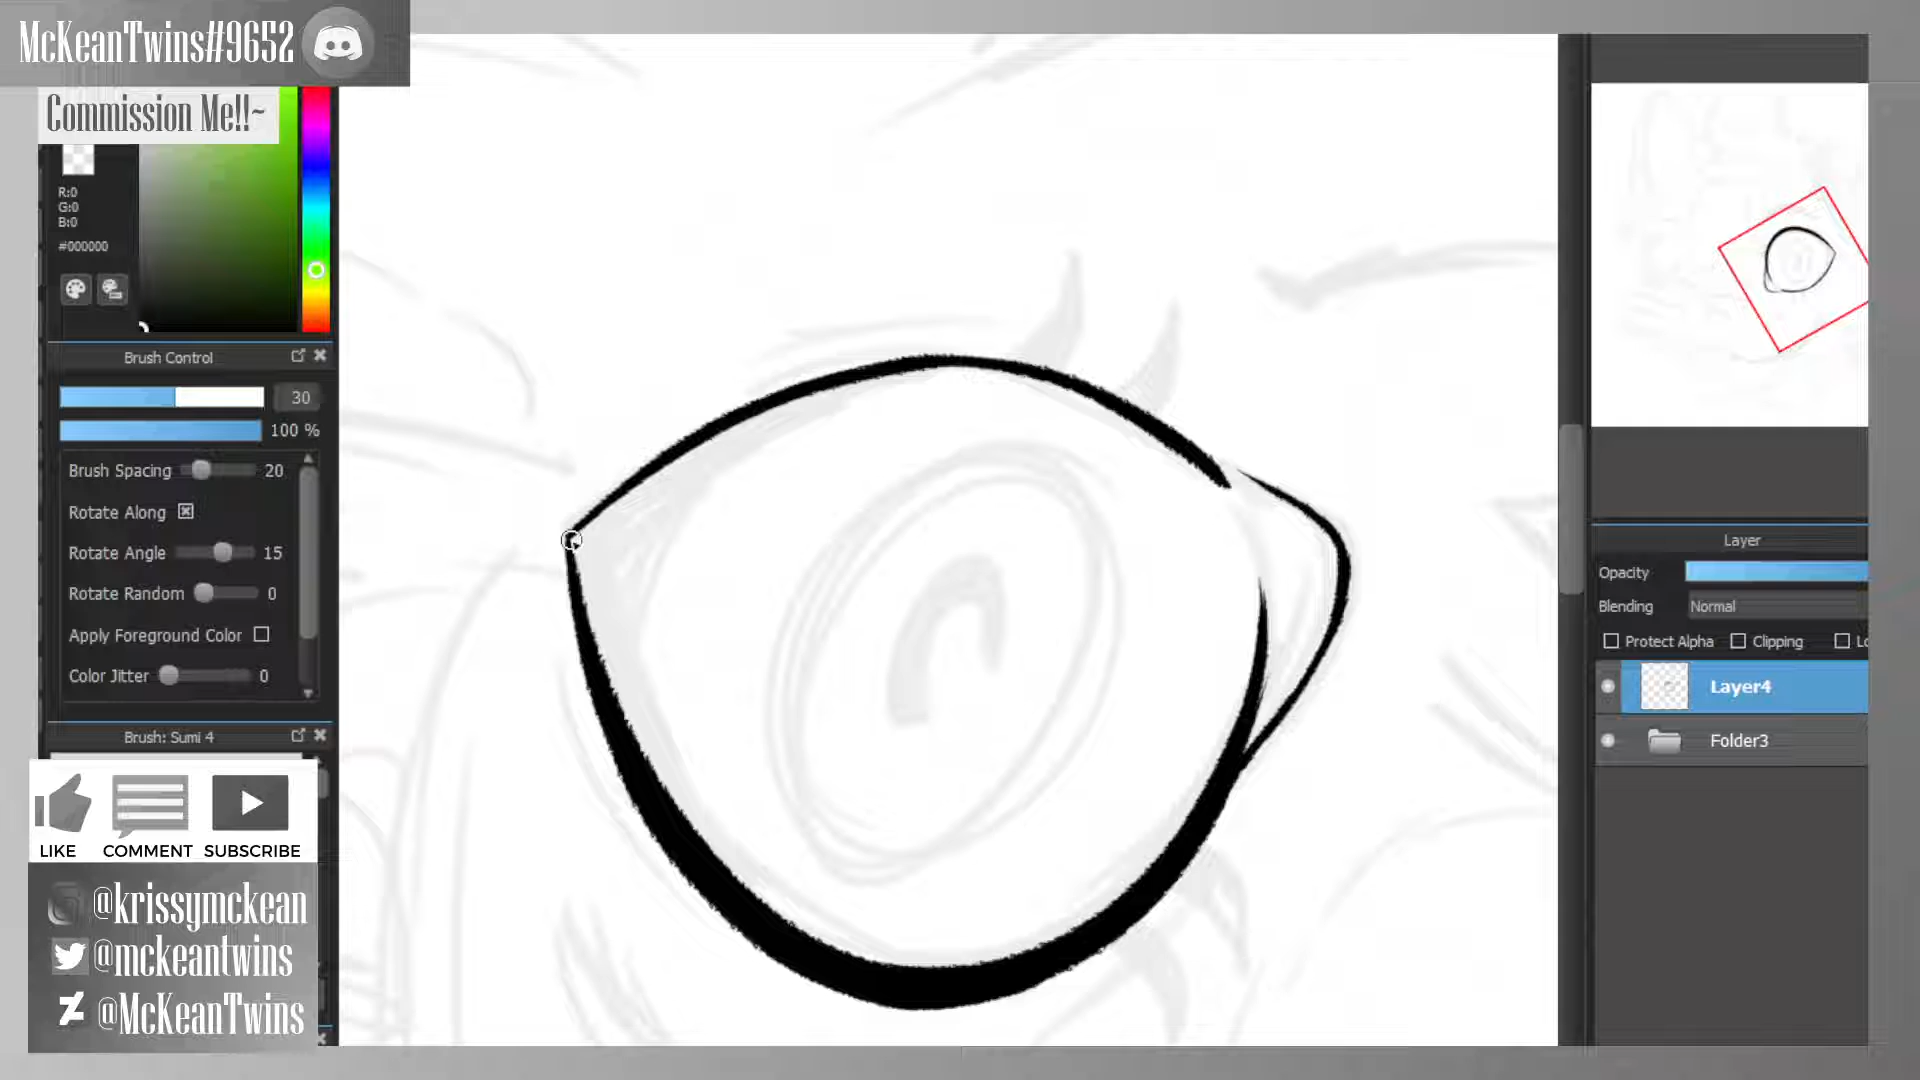 McKeanTwins#9652
Commission Me!!~
R:0
G:0
B:0
#000000
Brush Control
30
100 %
Brush Spacing 20
Rotate Along
Rotate Angle 15
Rotate Random 0
Apply Foreground Color
Color Jitter 0
Brush: Sumi 4
LIKE COMMENT SUBSCRIBE
@krissymckean
@mckeantwins
@McKeanTwins
Layer
Opacity
Blending Normal
Protect Alpha Clipping Lo
Layer4
Folder3